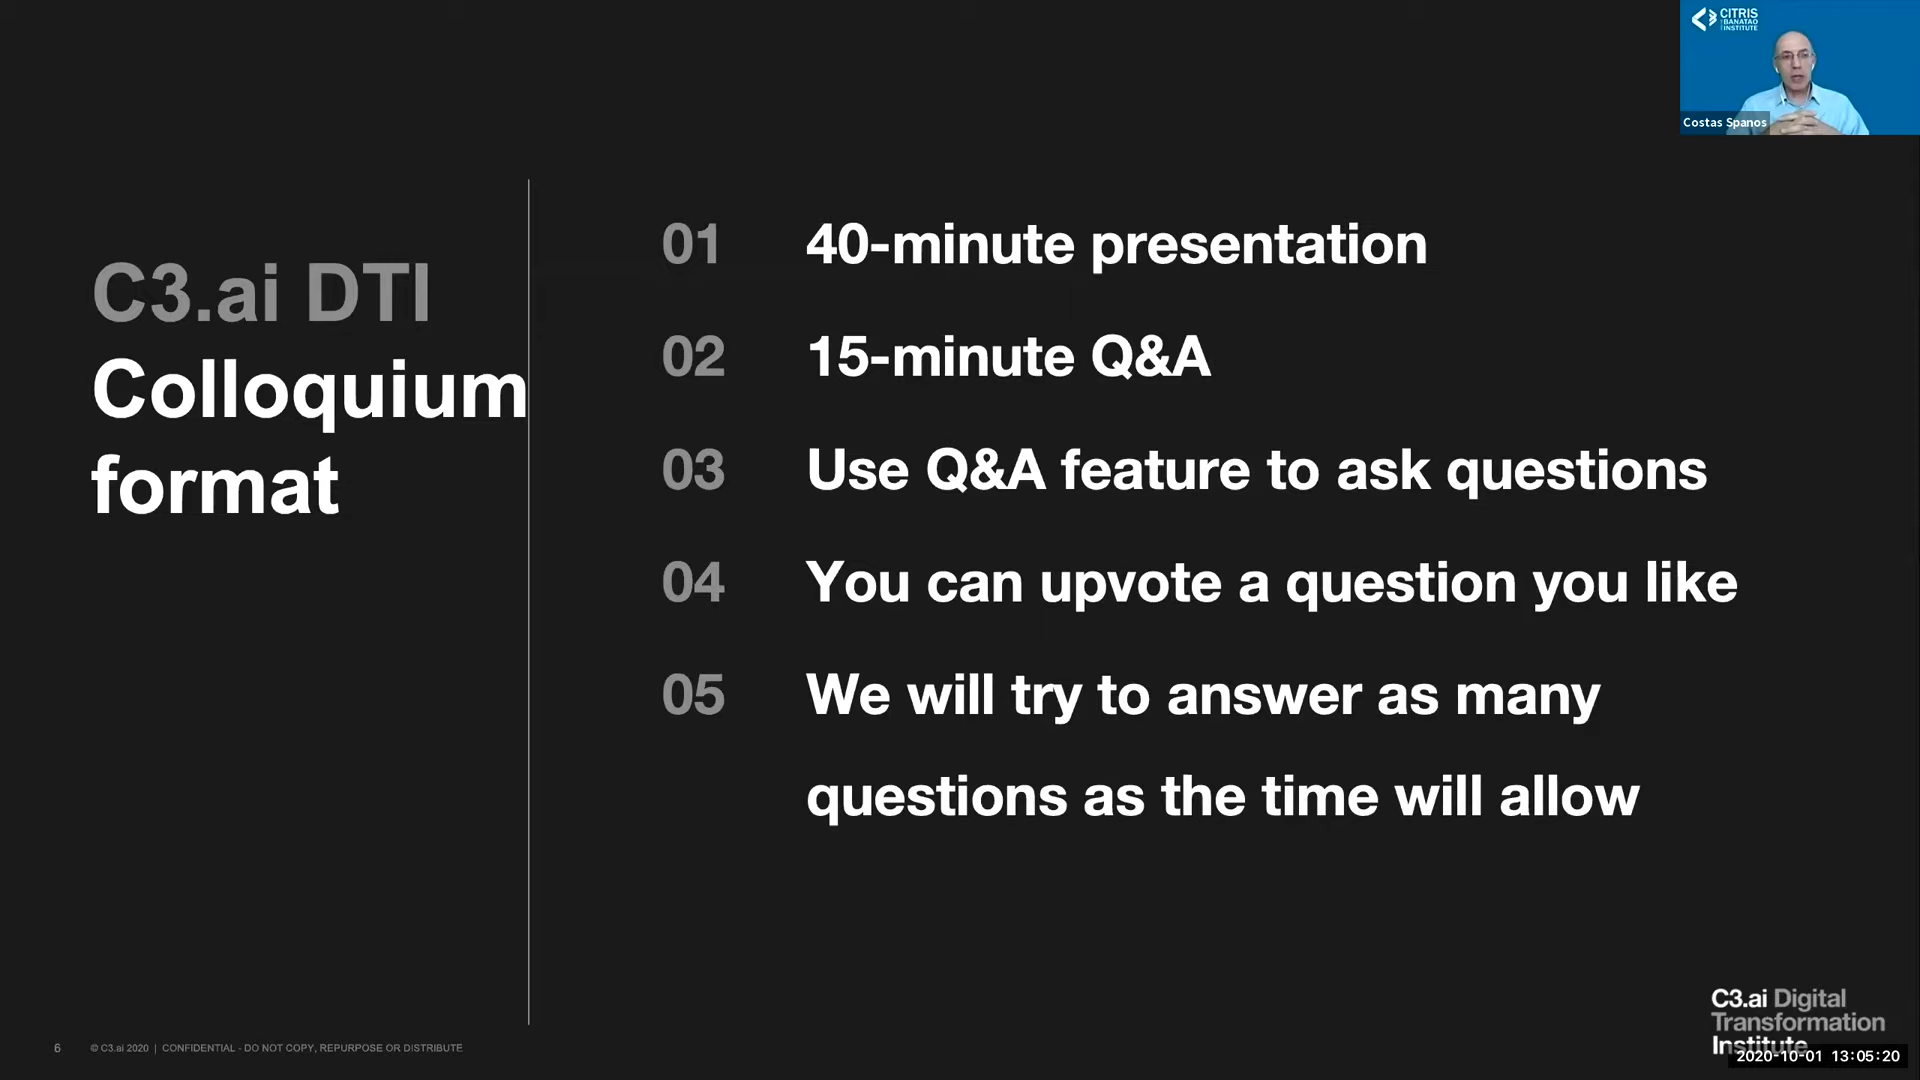 CITRIS
BANATAO
INSTITUTE
Costas Spanos
C3.ai DTI
Colloquium
format
01 40-minute presentation
02 15-minute Q&A
03 Use Q&A feature to ask questions
04 You can upvote a question you like
05 We will try to answer as many
questions as the time will allow
C3.ai Digital
Transformation
Institute
6 © C3.ai 2020 | CONFIDENTIAL - DO NOT COPY, REPURPOSE OR DISTRIBUTE
2020-10-01 13:05:20